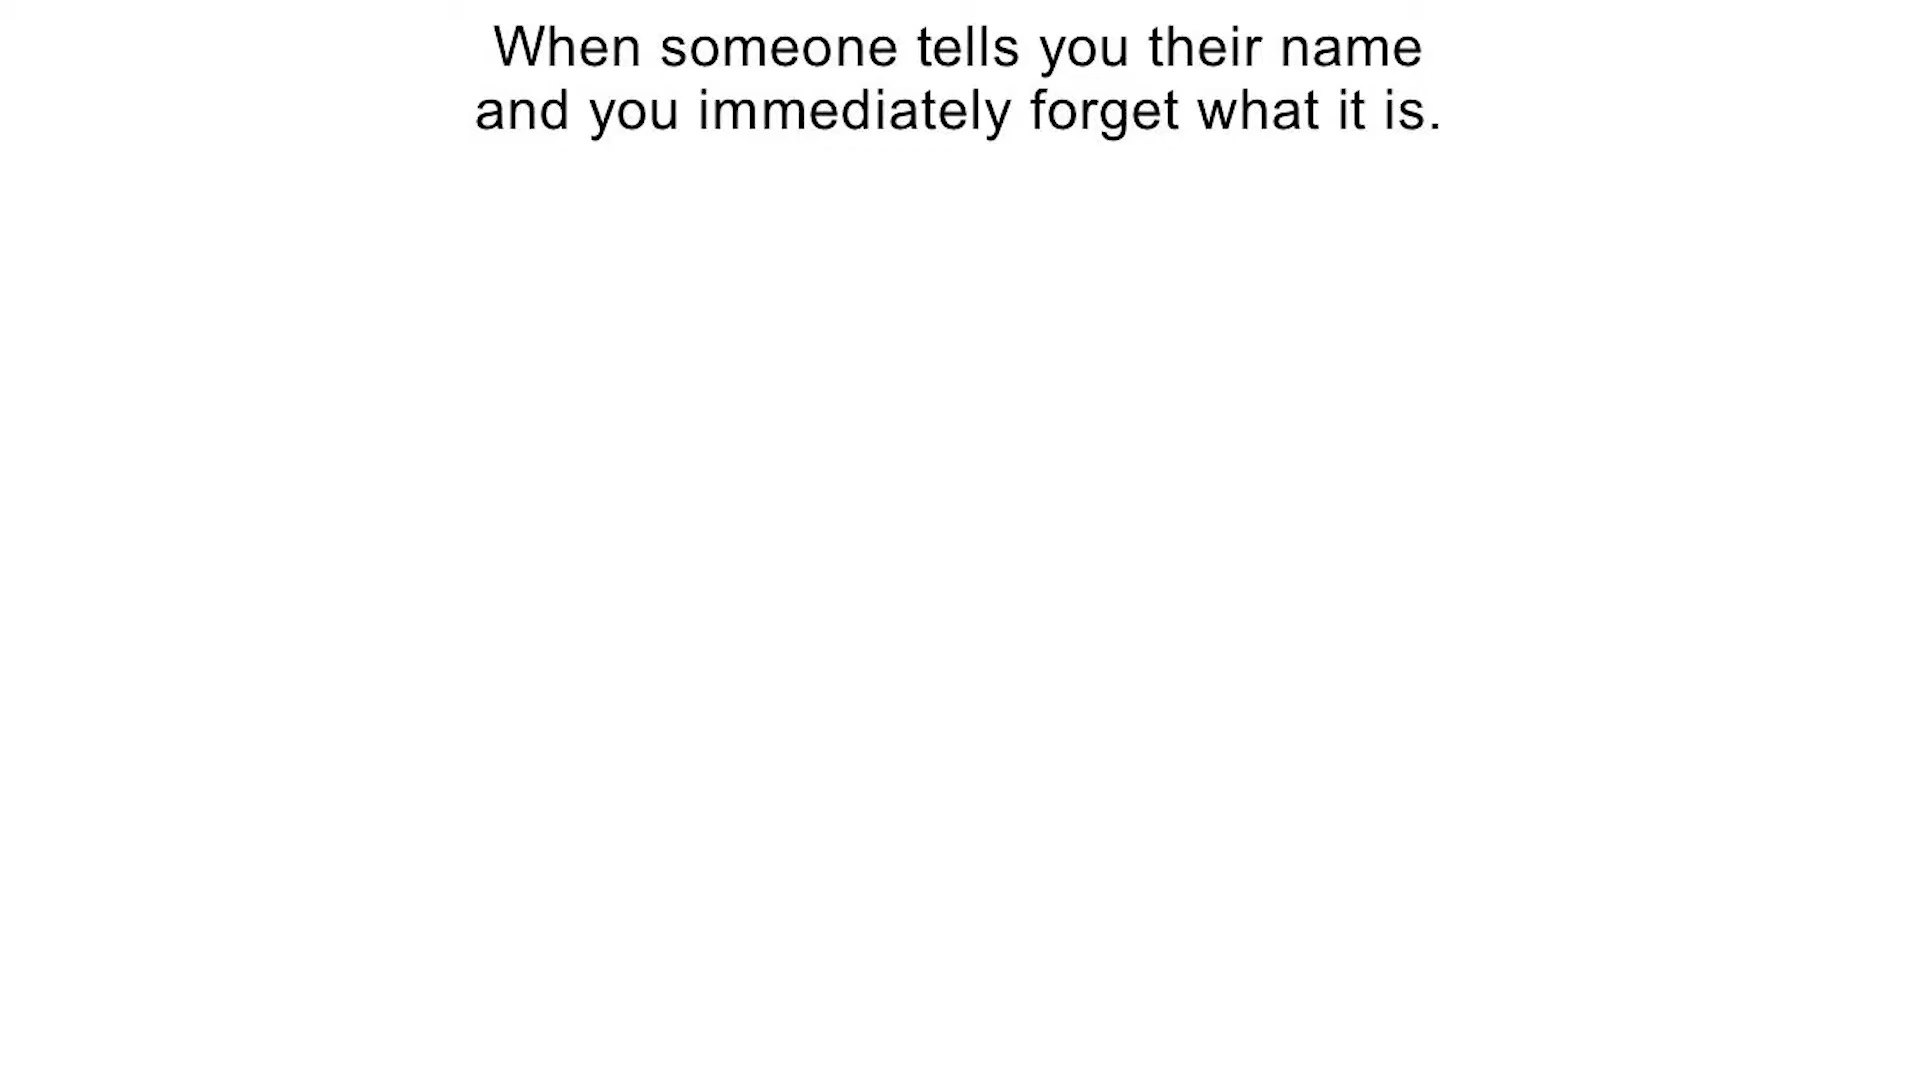 When someone tells you their name
and you immediately forget what it is.